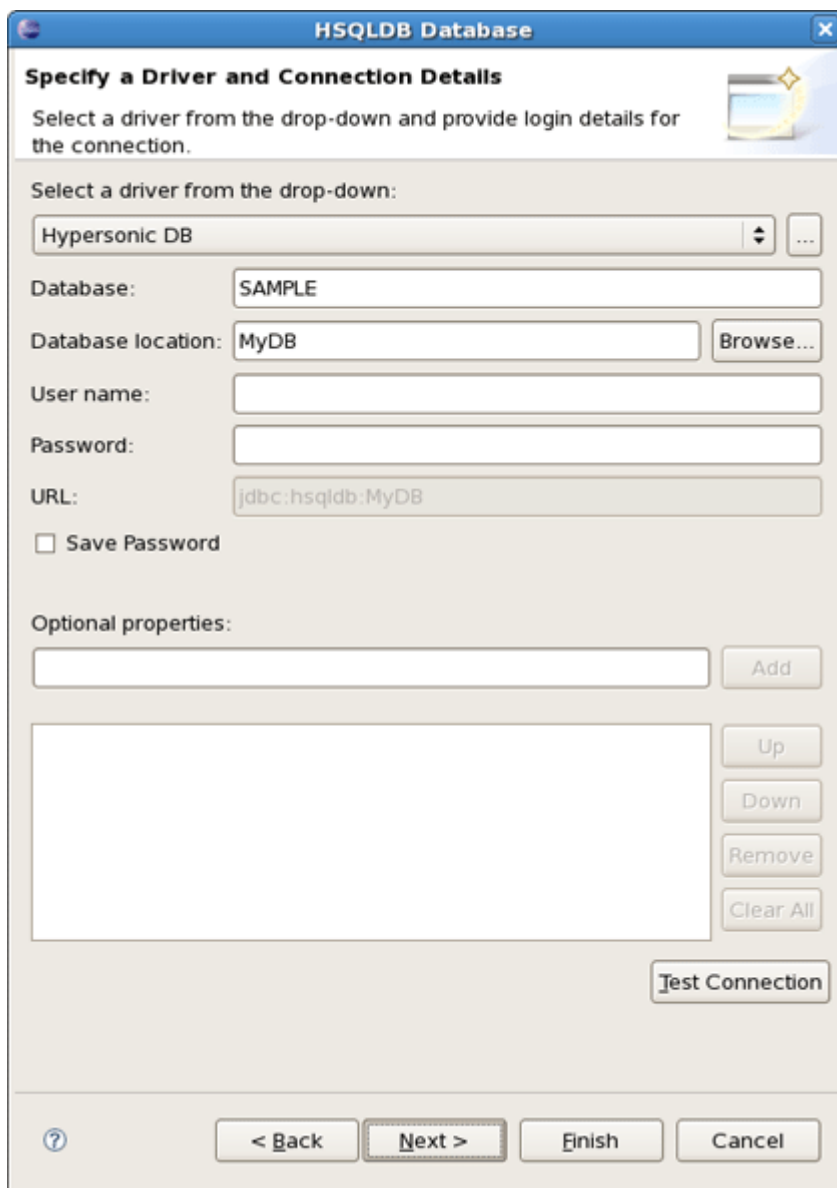 HSQLDB Database
Specify a Driver and Connection Details
Select a driver from the drop-down and provide login details for
the connection.
Select a driver from the drop-down:
Hypersonic DB
...
Database:
SAMPLE
Database location:
MyDB
Browse...
User name:
Password:
URL:
jdbc:hsqldb:MyDB
Save Password
Optional properties:
Add
Up
Down
Remove
Clear All
Test Connection
?
< Back
Next >
Finish
Cancel